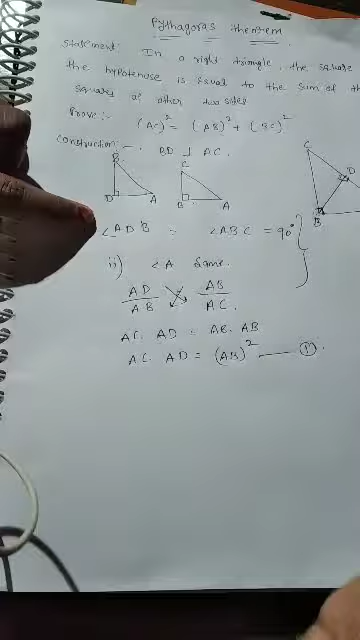 Pythagoras theorem
Statement: In a right triangle, the square
the hypotenuse is equal to the sum of th
squares of other two sides
Prove :- (AC)² = (AB)² + (BC)²
Construction :- BD ⊥ AC.
B
D A
C
B A
C
D
B
∠ADB = ∠ABC = 90°
ii) ∠A Same
AD/AB AB/AC
AC. AD = AB. AB
AC. AD = (AB)² —— ①